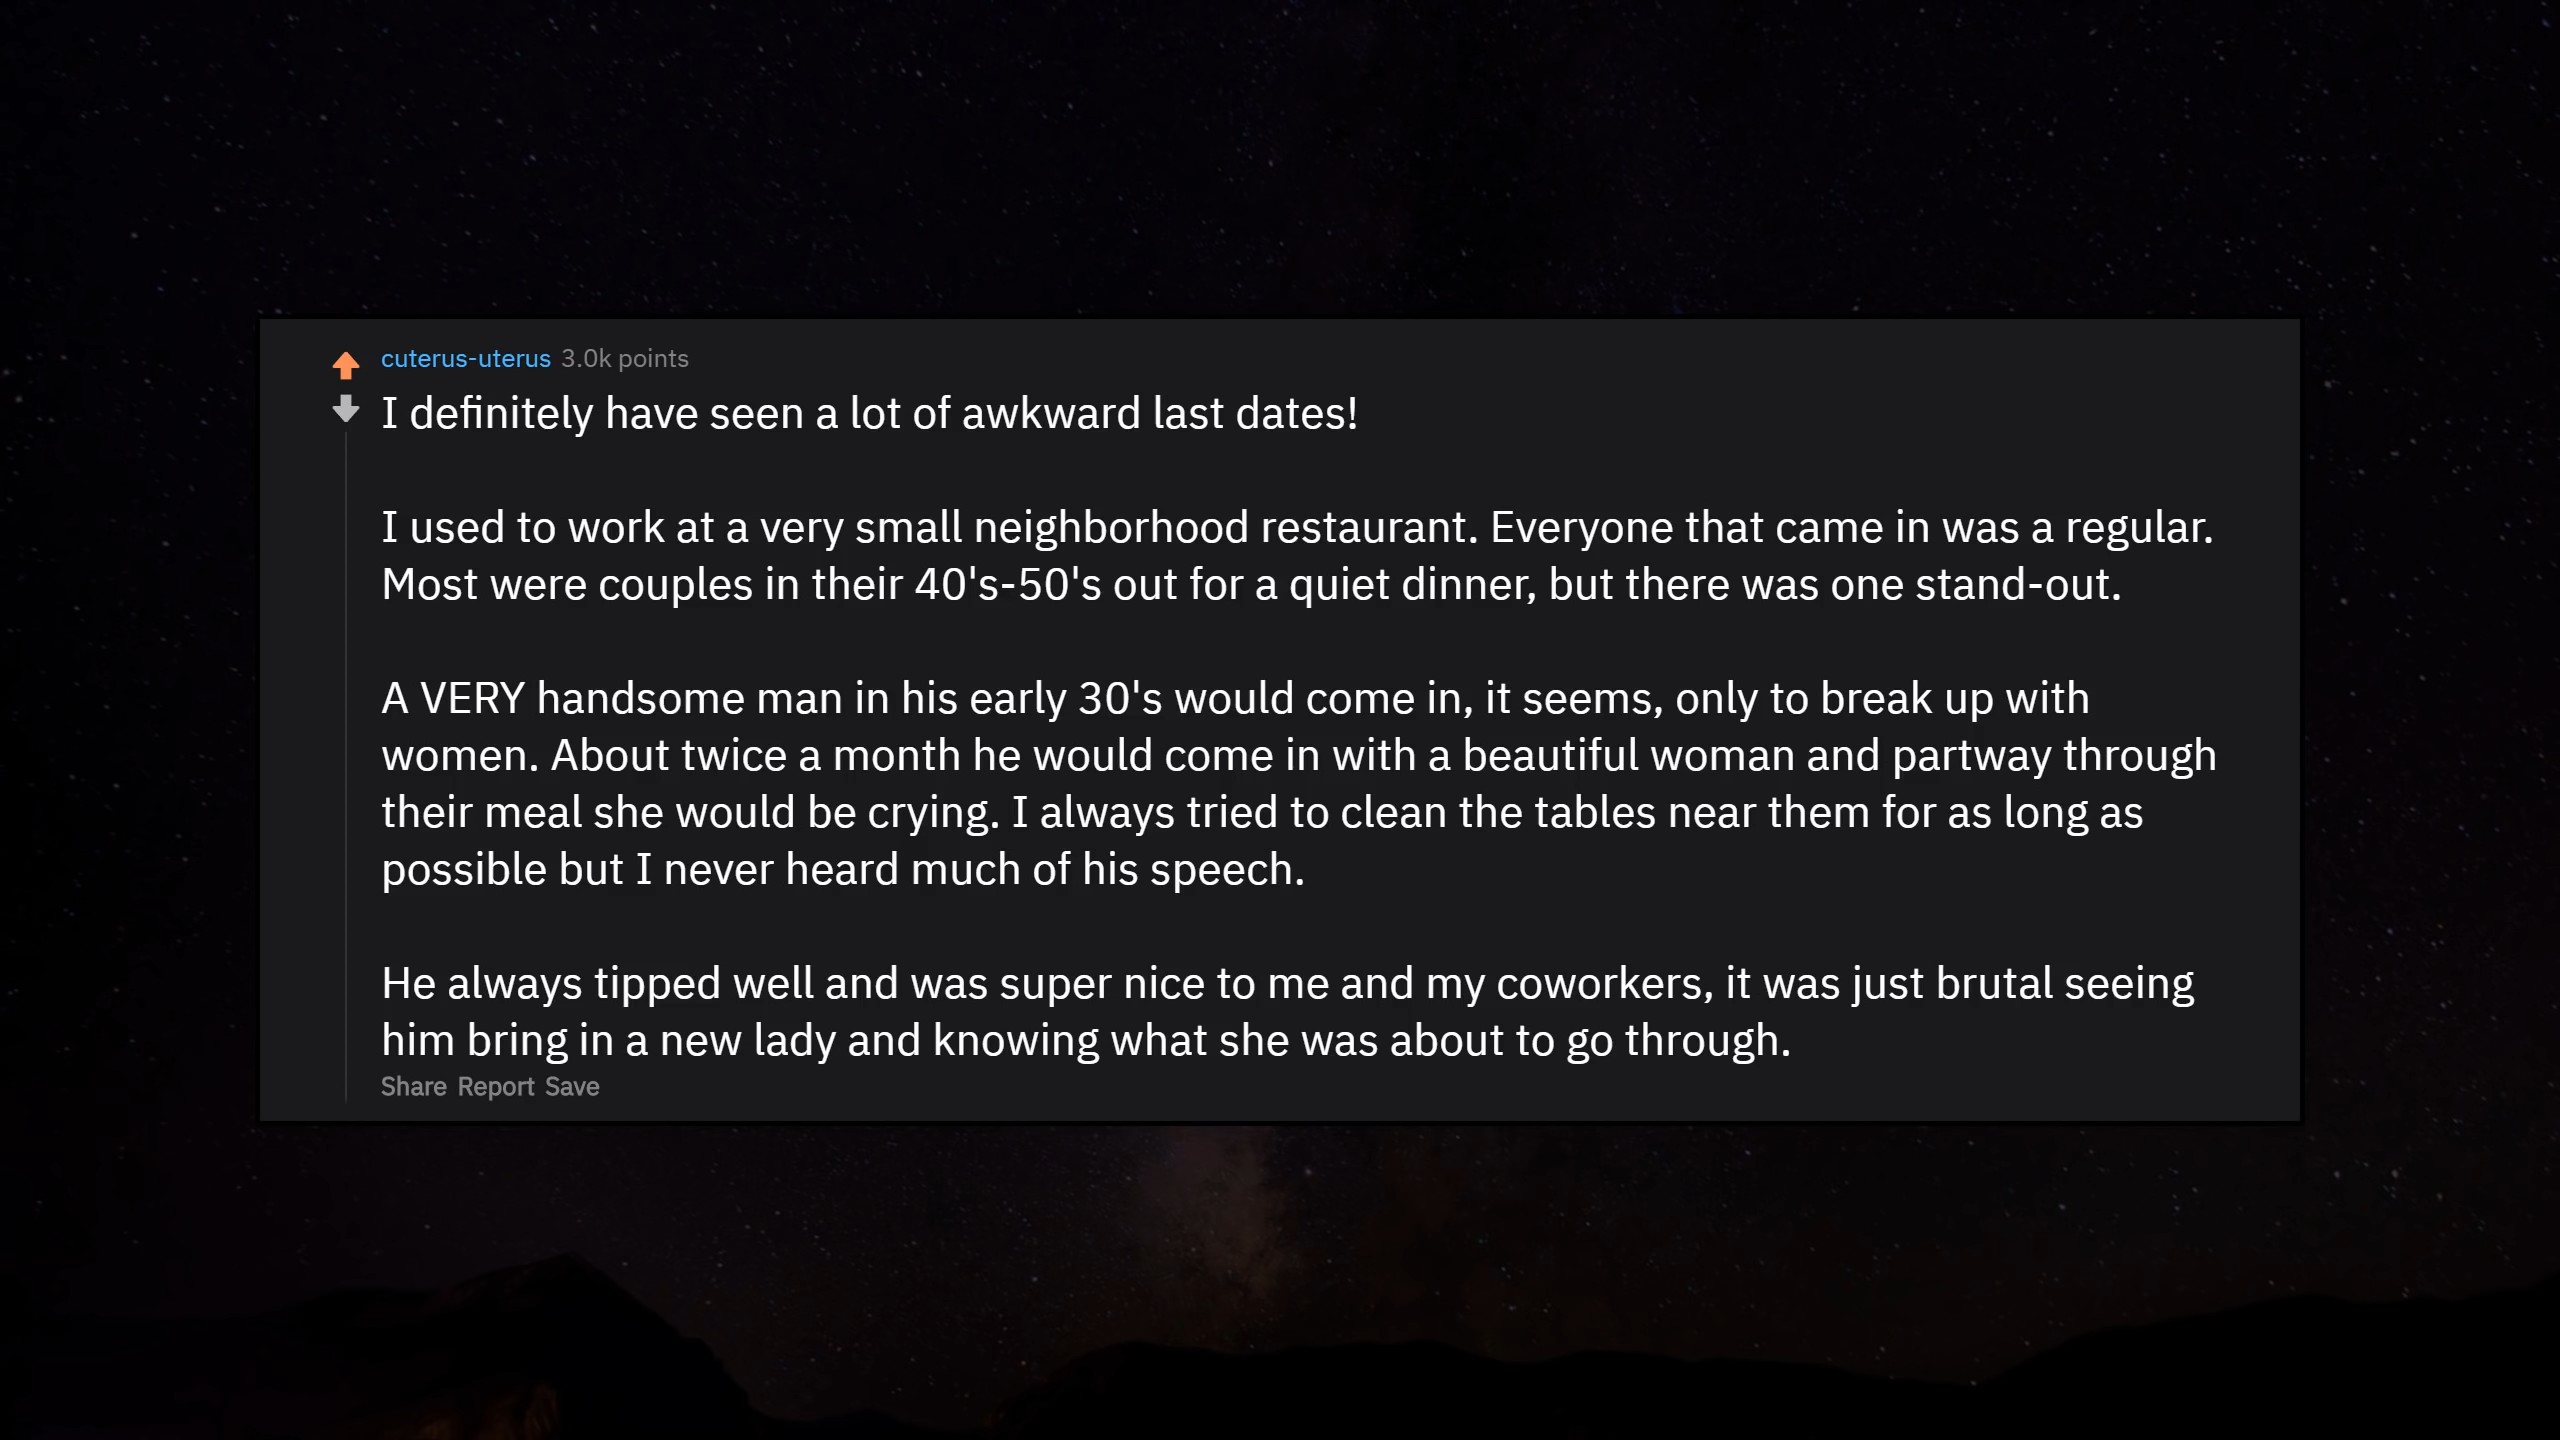 cuterus-uterus 3.0k points
I definitely have seen a lot of awkward last dates!
I used to work at a very small neighborhood restaurant. Everyone that came in was a regular.
Most were couples in their 40's-50's out for a quiet dinner, but there was one stand-out.
A VERY handsome man in his early 30's would come in, it seems, only to break up with
women. About twice a month he would come in with a beautiful woman and partway through
their meal she would be crying. I always tried to clean the tables near them for as long as
possible but I never heard much of his speech.
He always tipped well and was super nice to me and my coworkers, it was just brutal seeing
him bring in a new lady and knowing what she was about to go through.
Share Report Save